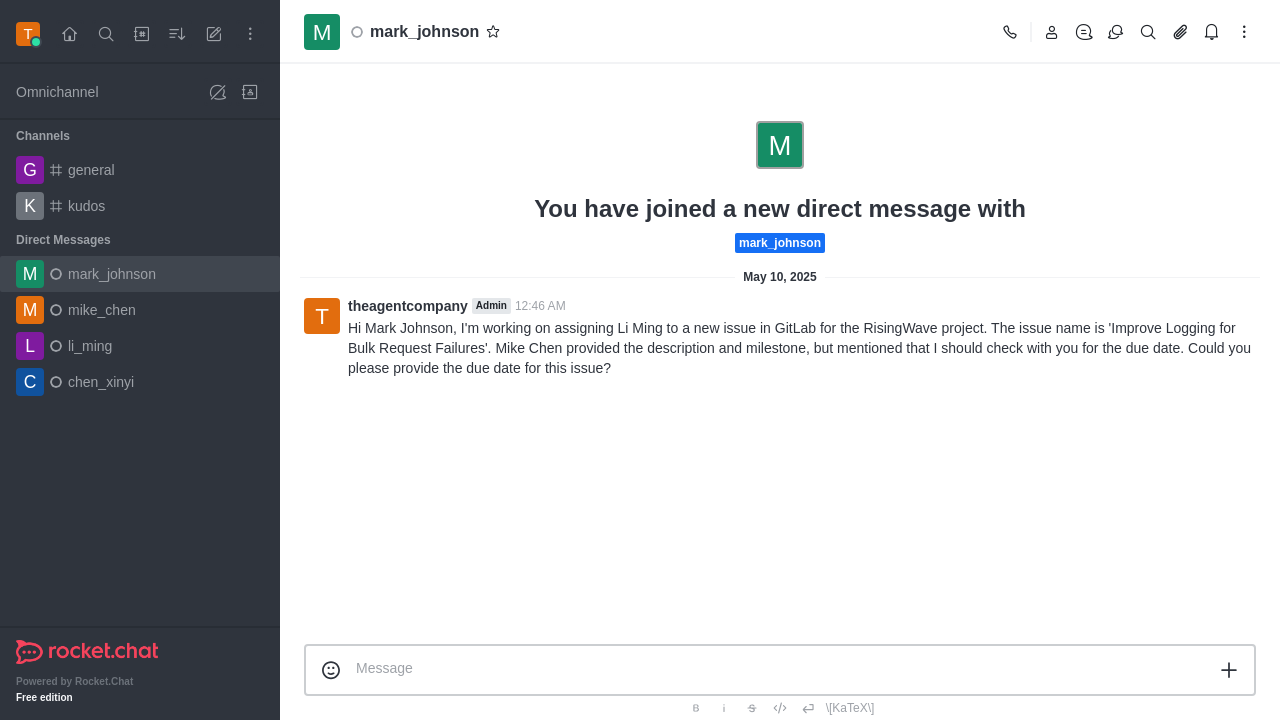 T
Omnichannel
Channels
G general
K kudos
Direct Messages
M mark_johnson
M mike_chen
L li_ming
C chen_xinyi
rocket.chat
Powered by Rocket.Chat
Free edition
M mark_johnson
M
You have joined a new direct message with
mark_johnson
May 10, 2025
T
theagentcompany Admin 12:46 AM
Hi Mark Johnson, I'm working on assigning Li Ming to a new issue in GitLab for the RisingWave project. The issue name is 'Improve Logging for
Bulk Request Failures'. Mike Chen provided the description and milestone, but mentioned that I should check with you for the due date. Could you
please provide the due date for this issue?
Message
B i S </> \[KaTeX\]